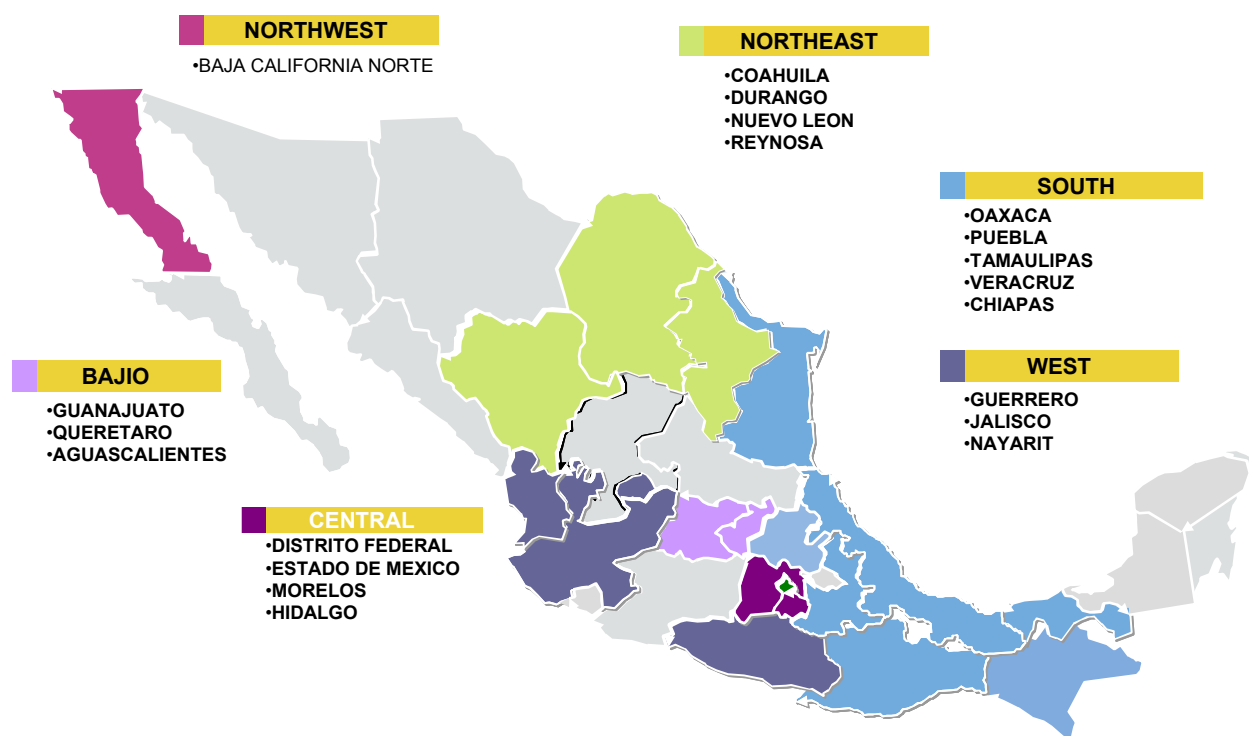 NORTHWEST
•BAJA CALIFORNIA NORTE
NORTHEAST
•COAHUILA
•DURANGO
•NUEVO LEON
•REYNOSA
SOUTH
•OAXACA
•PUEBLA
•TAMAULIPAS
•VERACRUZ
•CHIAPAS
BAJIO
•GUANAJUATO
•QUERETARO
•AGUASCALIENTES
WEST
•GUERRERO
•JALISCO
•NAYARIT
CENTRAL
•DISTRITO FEDERAL
•ESTADO DE MEXICO
•MORELOS
•HIDALGO